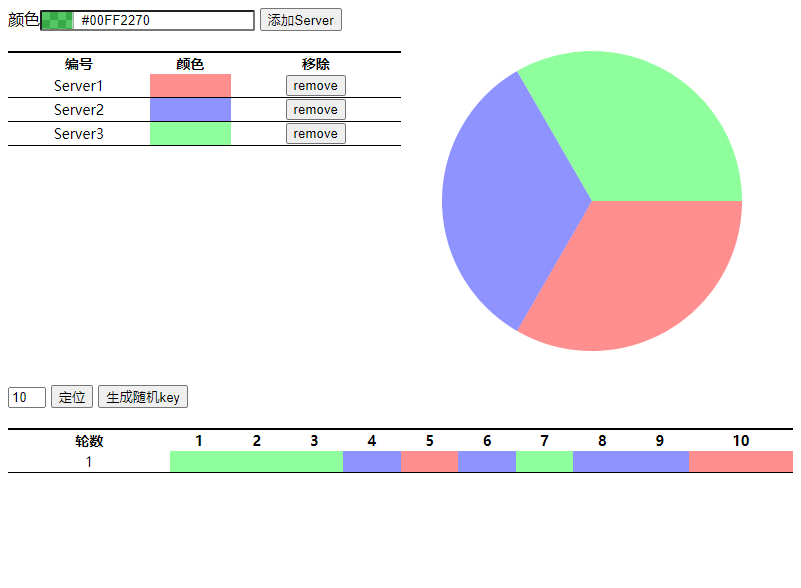 颜色 #00FF2270 添加Server
编号 颜色 移除
Server1 remove
Server2 remove
Server3 remove
10 定位 生成随机key
轮数 1 2 3 4 5 6 7 8 9 10
1